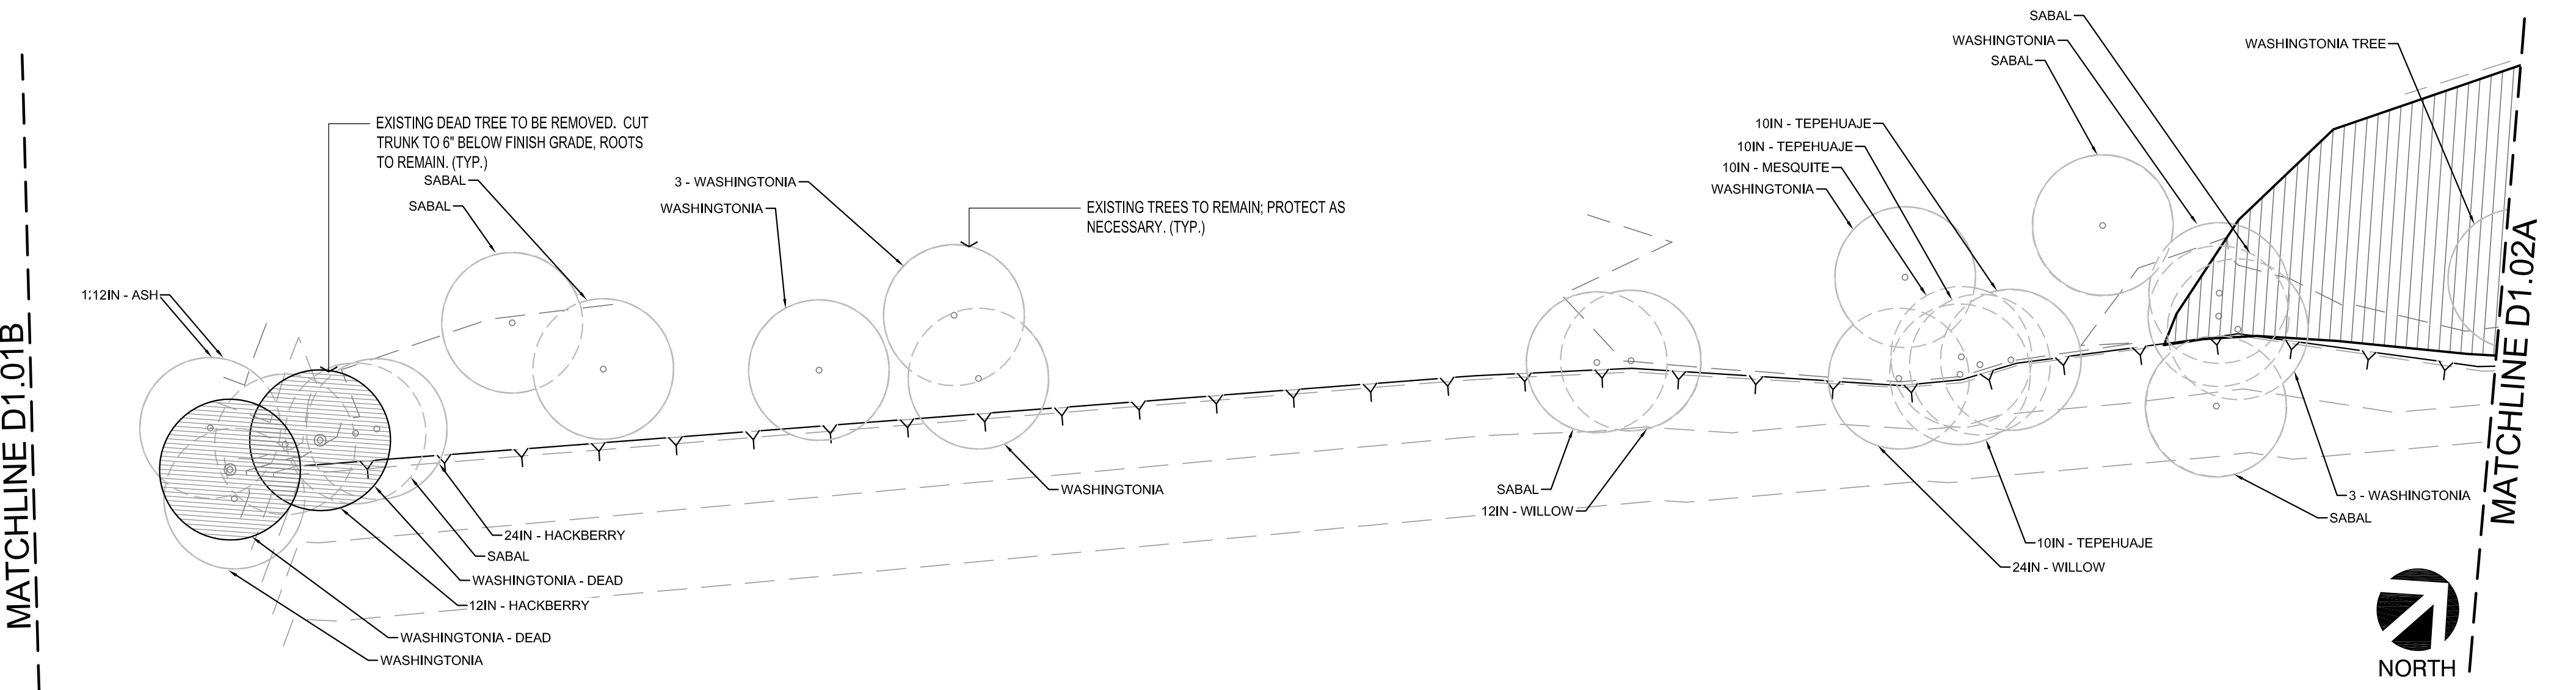 SABAL
WASHINGTONIA
SABAL
WASHINGTONIA TREE
EXISTING DEAD TREE TO BE REMOVED. CUT
TRUNK TO 6" BELOW FINISH GRADE, ROOTS
TO REMAIN. (TYP.)
SABAL
SABAL
3 - WASHINGTONIA
WASHINGTONIA
EXISTING TREES TO REMAIN; PROTECT AS
NECESSARY. (TYP.)
10IN - TEPEHUAJE
10IN - TEPEHUAJE
10IN - MESQUITE
WASHINGTONIA
12IN - ASH
MATCHLINE D1.01B
MATCHLINE D1.02A
WASHINGTONIA
SABAL
12IN - WILLOW
3 - WASHINGTONIA
SABAL
24IN - HACKBERRY
SABAL
WASHINGTONIA - DEAD
12IN - HACKBERRY
WASHINGTONIA - DEAD
WASHINGTONIA
10IN - TEPEHUAJE
24IN - WILLOW
NORTH